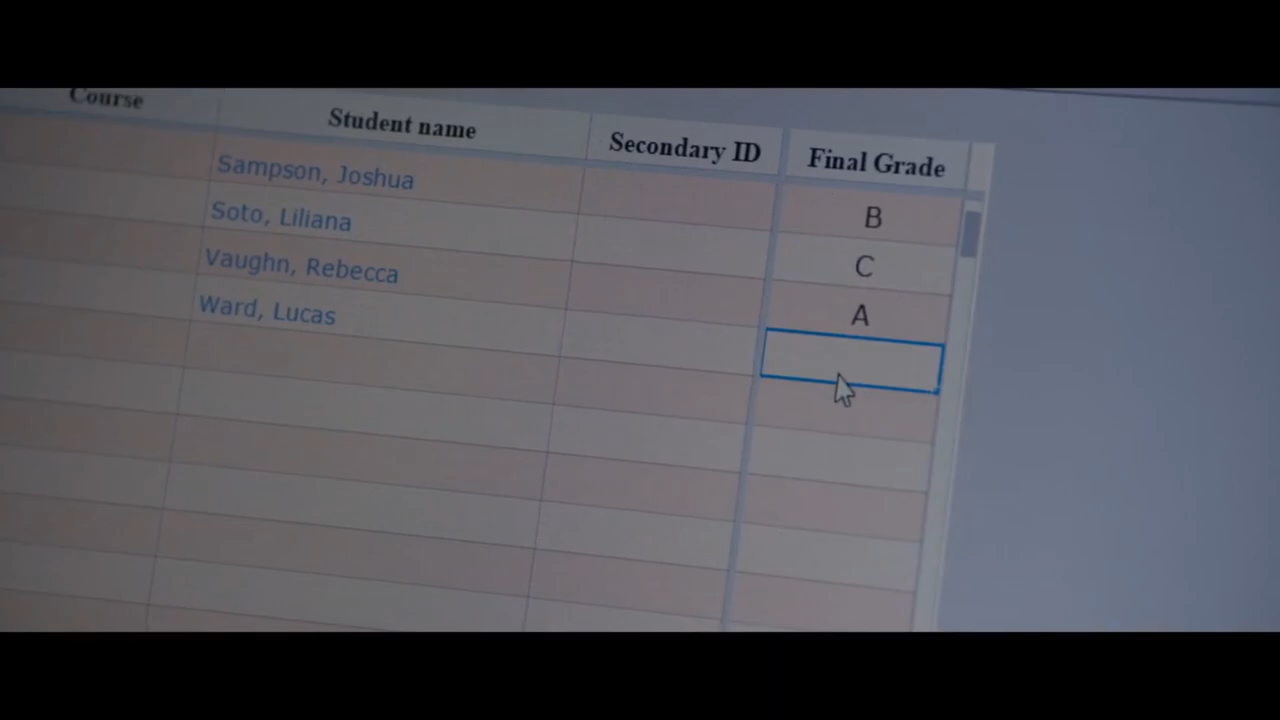 Course Student name Secondary ID Final Grade
Sampson, Joshua B
Soto, Liliana C
Vaughn, Rebecca A
Ward, Lucas